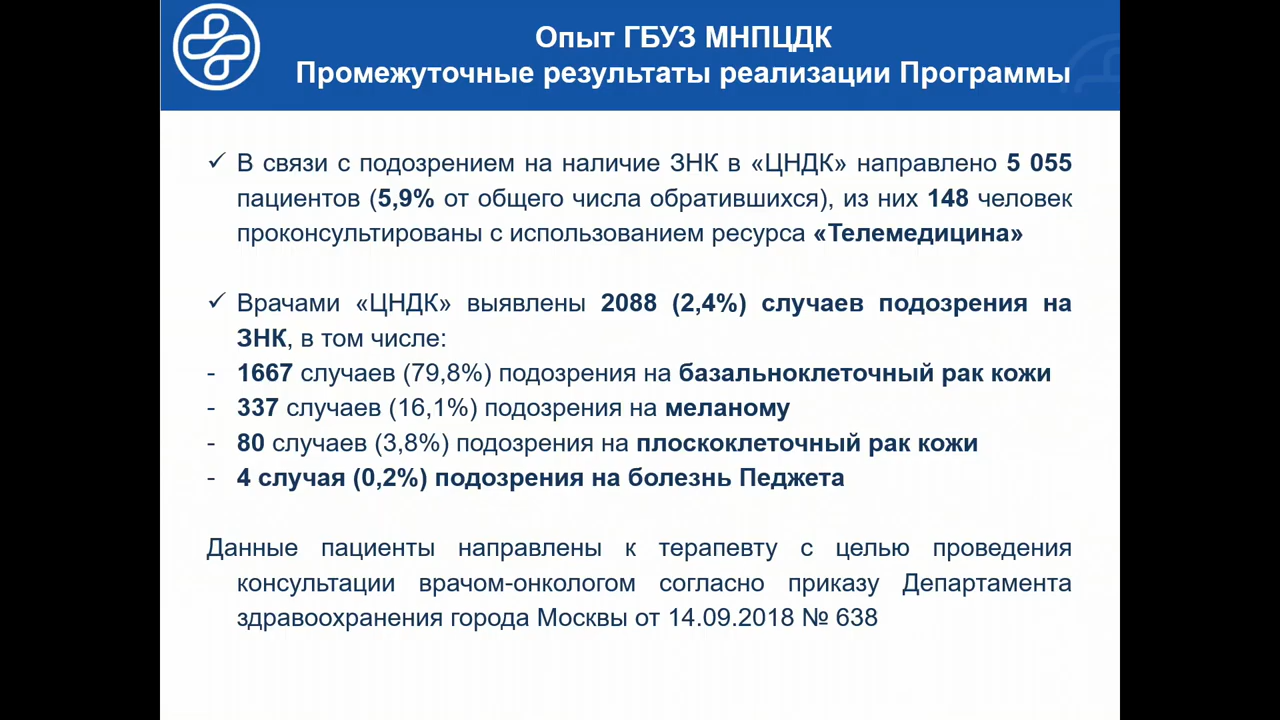 Опыт ГБУЗ МНПЦДК
Промежуточные результаты реализации Программы
✓ В связи с подозрением на наличие ЗНК в «ЦНДК» направлено 5 055
пациентов (5,9% от общего числа обратившихся), из них 148 человек
проконсультированы с использованием ресурса «Телемедицина»
✓ Врачами «ЦНДК» выявлены 2088 (2,4%) случаев подозрения на
ЗНК, в том числе:
- 1667 случаев (79,8%) подозрения на базальноклеточный рак кожи
- 337 случаев (16,1%) подозрения на меланому
- 80 случаев (3,8%) подозрения на плоскоклеточный рак кожи
- 4 случая (0,2%) подозрения на болезнь Педжета
Данные пациенты направлены к терапевту с целью проведения
консультации врачом-онкологом согласно приказу Департамента
здравоохранения города Москвы от 14.09.2018 № 638